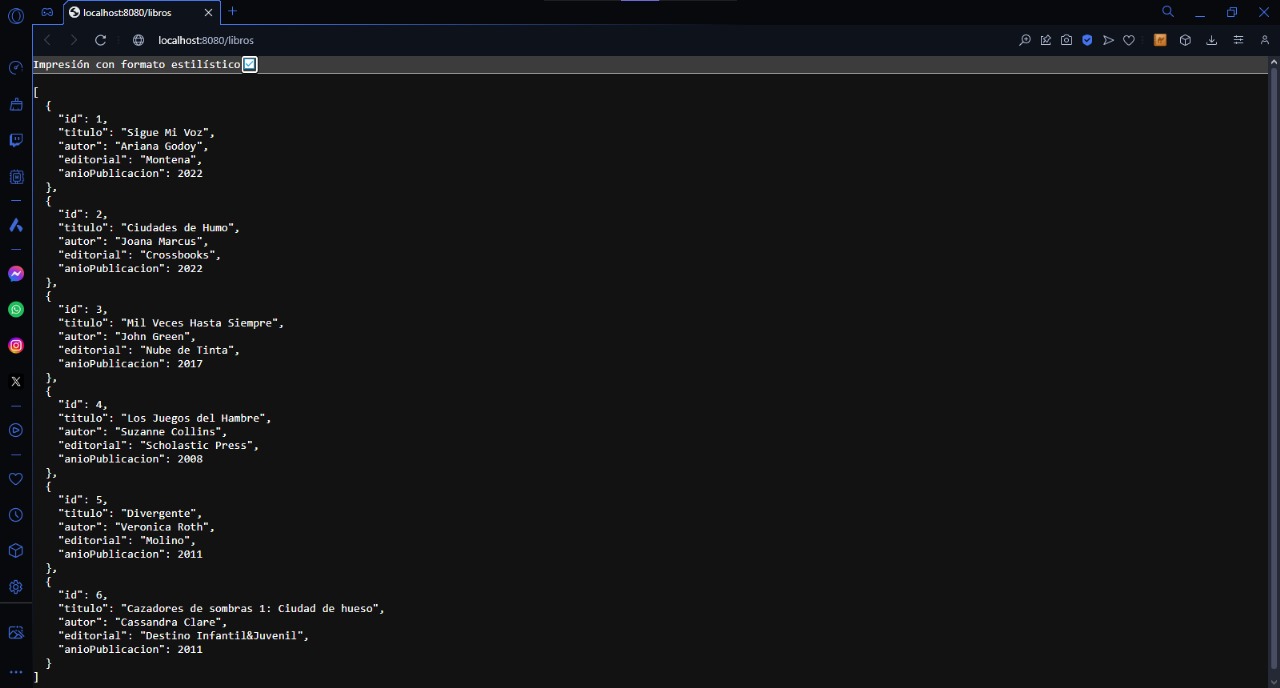 localhost:8080/libros
localhost:8080/libros
Impresión con formato estilístico
[
  {
    "id": 1,
    "titulo": "Sigue Mi Voz",
    "autor": "Ariana Godoy",
    "editorial": "Montena",
    "anioPublicacion": 2022
  },
  {
    "id": 2,
    "titulo": "Ciudades de Humo",
    "autor": "Joana Marcus",
    "editorial": "Crossbooks",
    "anioPublicacion": 2022
  },
  {
    "id": 3,
    "titulo": "Mil Veces Hasta Siempre",
    "autor": "John Green",
    "editorial": "Nube de Tinta",
    "anioPublicacion": 2017
  },
  {
    "id": 4,
    "titulo": "Los Juegos del Hambre",
    "autor": "Suzanne Collins",
    "editorial": "Scholastic Press",
    "anioPublicacion": 2008
  },
  {
    "id": 5,
    "titulo": "Divergente",
    "autor": "Veronica Roth",
    "editorial": "Molino",
    "anioPublicacion": 2011
  },
  {
    "id": 6,
    "titulo": "Cazadores de sombras 1: Ciudad de hueso",
    "autor": "Cassandra Clare",
    "editorial": "Destino Infantil&Juvenil",
    "anioPublicacion": 2011
  }
]